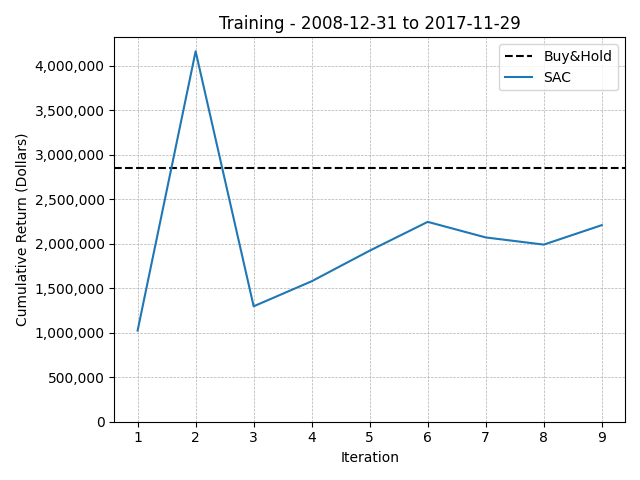 Training - 2008-12-31 to 2017-11-29
Buy&Hold
SAC
Cumulative Return (Dollars)
4,000,000
3,500,000
3,000,000
2,500,000
2,000,000
1,500,000
1,000,000
500,000
0
1 2 3 4 5 6 7 8 9
Iteration